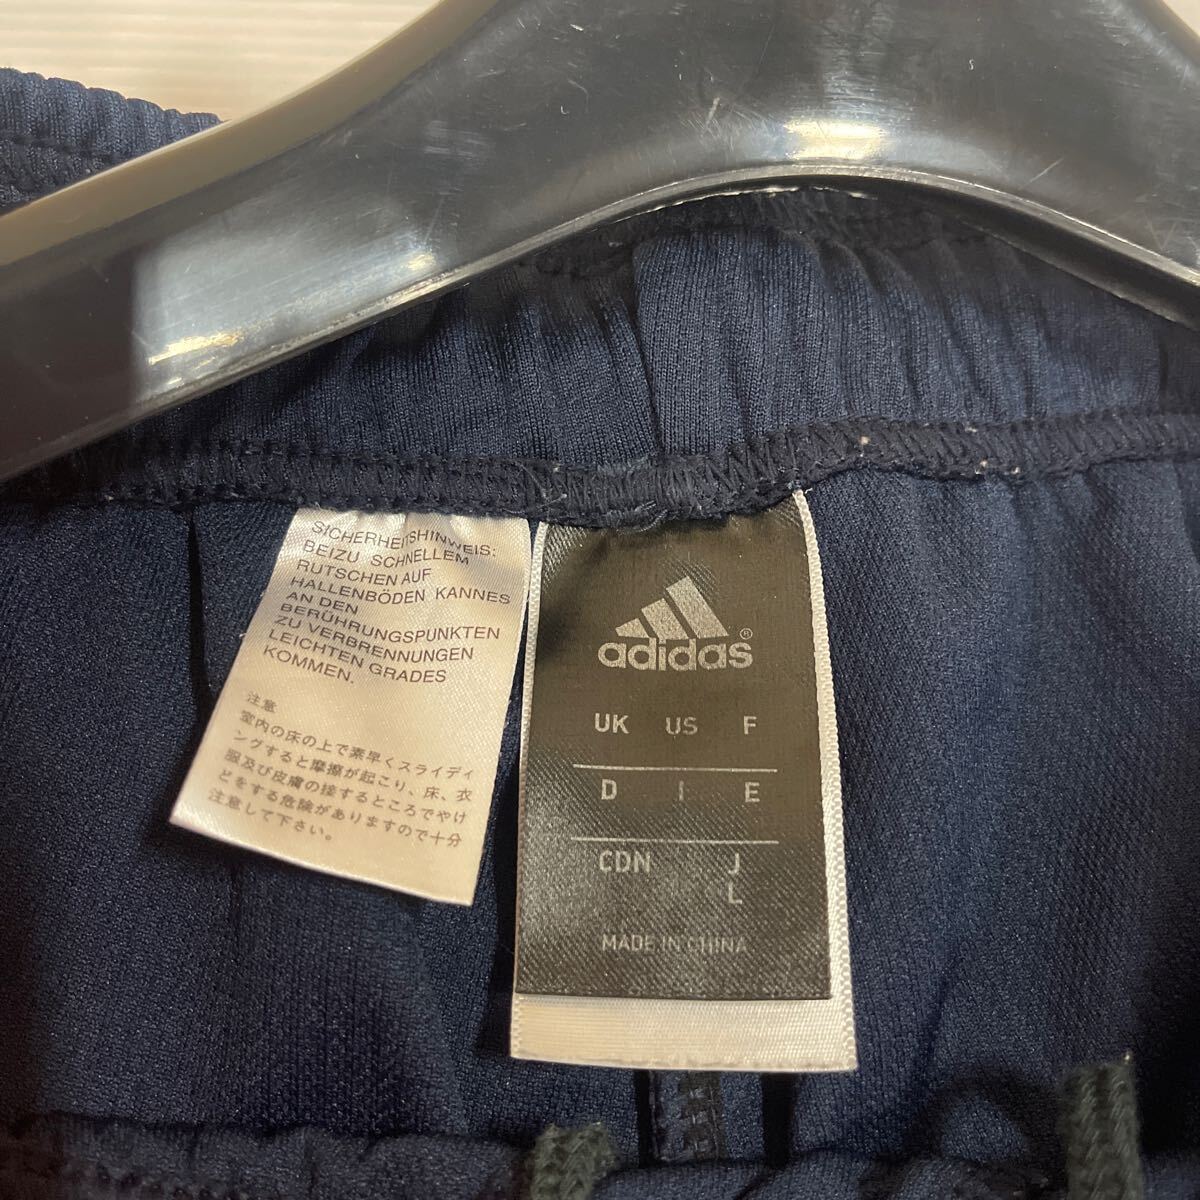 SICHERHEITSHINWEIS:
BEIZU SCHNELLEM
RUTSCHEN AUF
HALLENBÖDEN KANNES
AN DEN
BERÜHRUNGSPUNKTEN
ZU VERBRENNUNGEN
LEICHTEN GRADES
KOMMEN.
注意
室内の床の上で素早くスライディ
ングすると摩擦が起こり、床、衣
服及び皮膚の接するところでやけ
どをする危険がありますので十分
注意して下さい。
adidas®
UK US F
D I E
CDN J
L
MADE IN CHINA